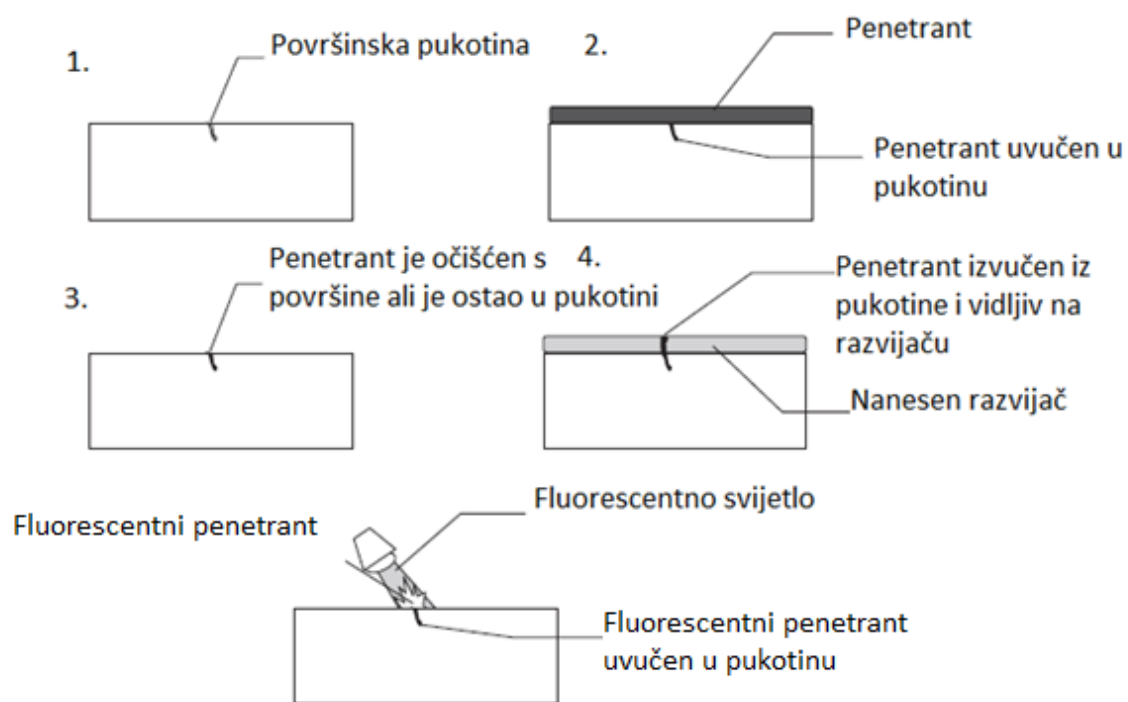 1.
Površinska pukotina
2.
Penetrant
Penetrant uvučen u
pukotinu
3.
Penetrant je očišćen s
površine ali je ostao u pukotini
4.
Penetrant izvučen iz
pukotine i vidljiv na
razvijaču
Nanesen razvijač
Fluorescentni penetrant
Fluorescentno svijetlo
Fluorescentni penetrant
uvučen u pukotinu